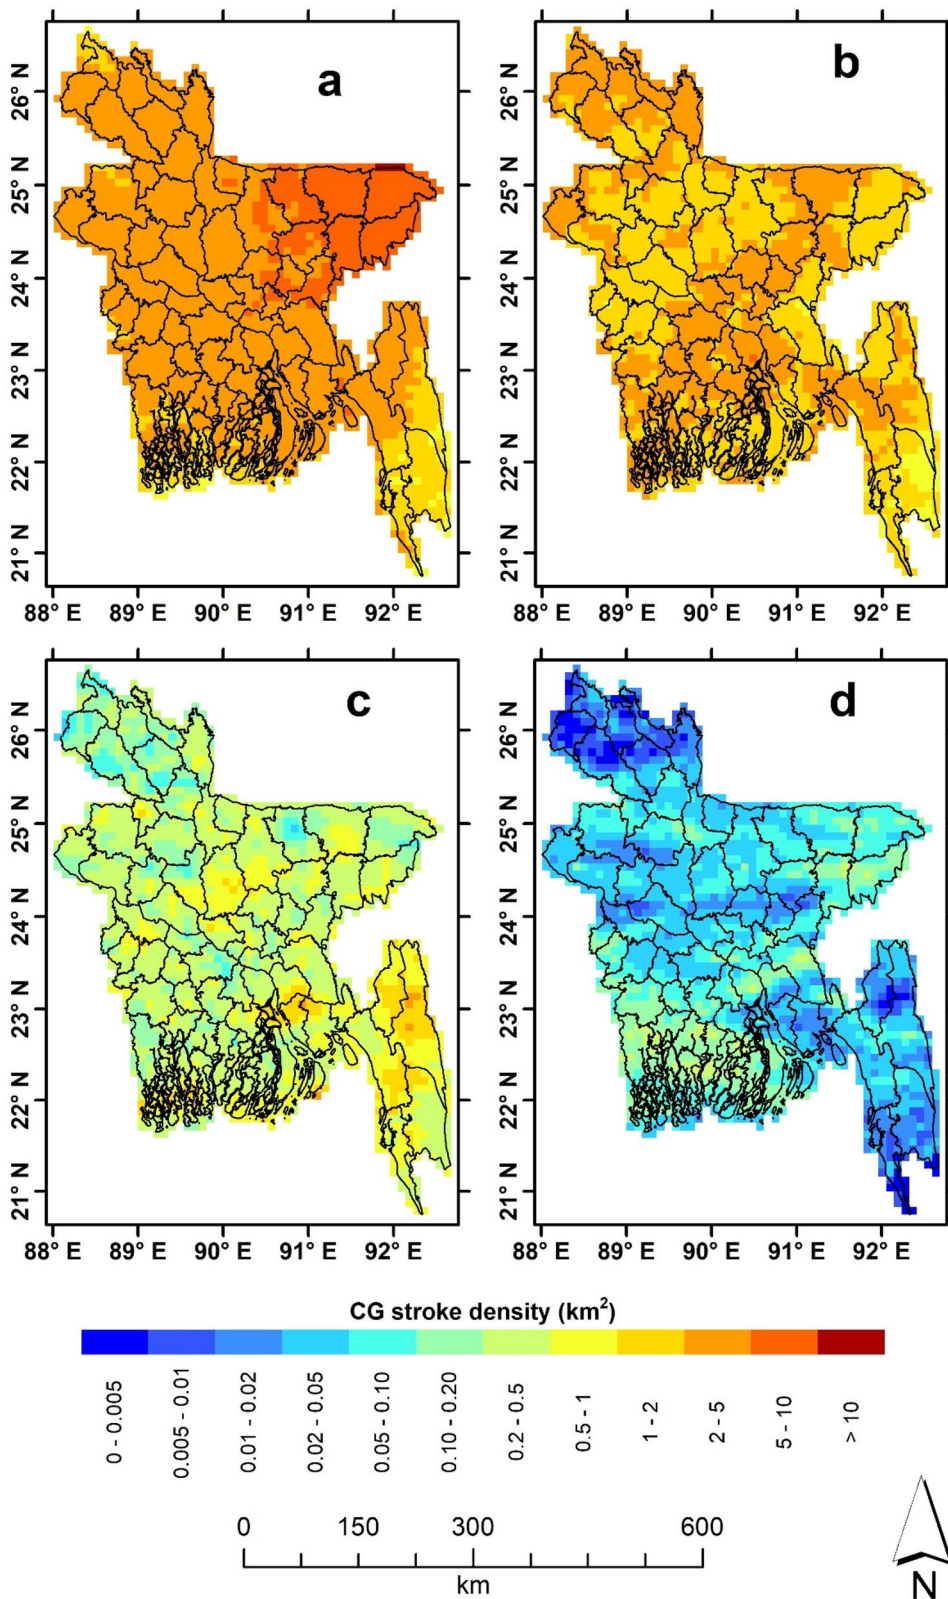 a
b
26° N
25° N
24° N
23° N
22° N
21° N
26° N
25° N
24° N
23° N
22° N
21° N
88° E 89° E 90° E 91° E 92° E
88° E 89° E 90° E 91° E 92° E
c
d
26° N
25° N
24° N
23° N
22° N
21° N
26° N
25° N
24° N
23° N
22° N
21° N
88° E 89° E 90° E 91° E 92° E
88° E 89° E 90° E 91° E 92° E
CG stroke density (km²)
0 - 0.005
0.005 - 0.01
0.01 - 0.02
0.02 - 0.05
0.05 - 0.10
0.10 - 0.20
0.2 - 0.5
0.5 - 1
1 - 2
2 - 5
5 - 10
> 10
0 150 300 600
km
N